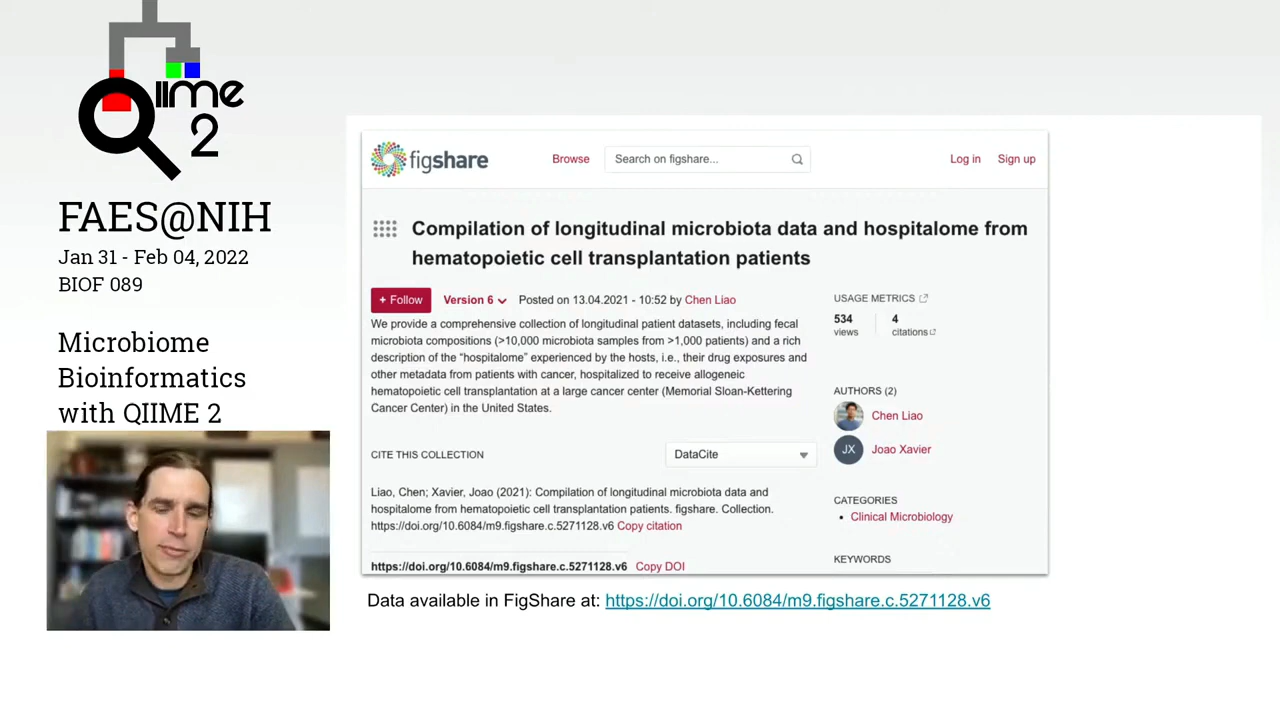 QIIME
2
FAES@NIH
Jan 31 - Feb 04, 2022
BIOF 089
Microbiome
Bioinformatics
with QIIME 2
figshare
Browse
Search on figshare...
Log in
Sign up
Compilation of longitudinal microbiota data and hospitalome from
hematopoietic cell transplantation patients
+ Follow
Version 6
Posted on 13.04.2021 - 10:52 by Chen Liao
We provide a comprehensive collection of longitudinal patient datasets, including fecal
microbiota compositions (>10,000 microbiota samples from >1,000 patients) and a rich
description of the “hospitalome” experienced by the hosts, i.e., their drug exposures and
other metadata from patients with cancer, hospitalized to receive allogeneic
hematopoietic cell transplantation at a large cancer center (Memorial Sloan-Kettering
Cancer Center) in the United States.
CITE THIS COLLECTION
DataCite
Liao, Chen; Xavier, Joao (2021): Compilation of longitudinal microbiota data and
hospitalome from hematopoietic cell transplantation patients. figshare. Collection.
https://doi.org/10.6084/m9.figshare.c.5271128.v6 Copy citation
https://doi.org/10.6084/m9.figshare.c.5271128.v6 Copy DOI
USAGE METRICS
534
views
4
citations
AUTHORS (2)
Chen Liao
JX
Joao Xavier
CATEGORIES
• Clinical Microbiology
KEYWORDS
Data available in FigShare at: https://doi.org/10.6084/m9.figshare.c.5271128.v6